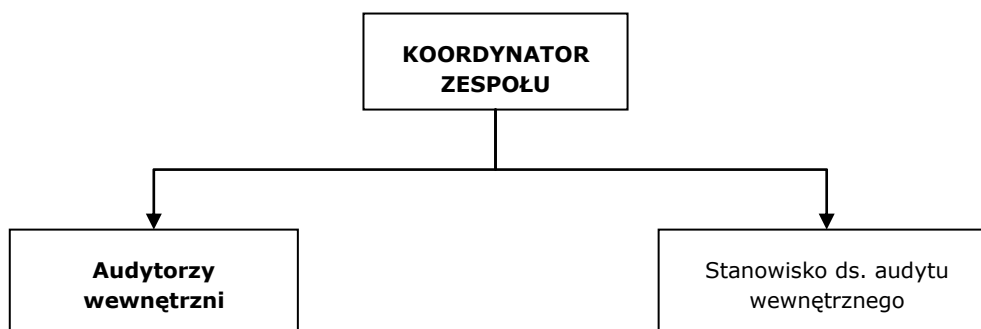 KOORDYNATOR
ZESPOŁU
Audytorzy
wewnętrzni
Stanowisko ds. audytu
wewnętrznego